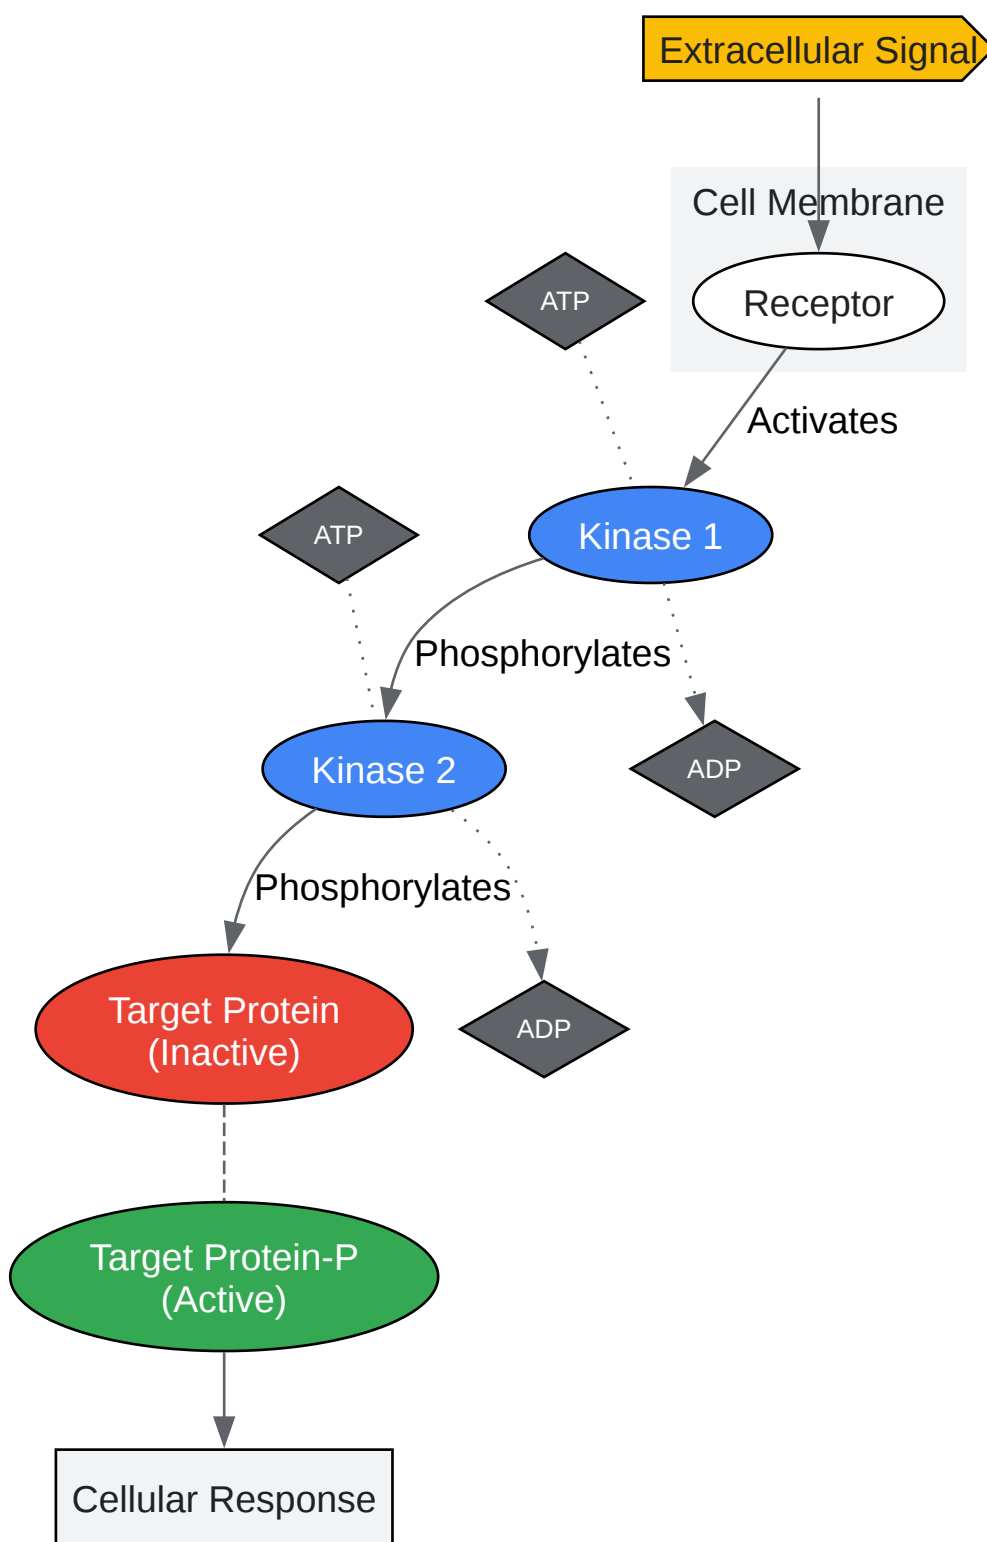 Extracellular Signal
Cell Membrane
ATP
Receptor
Activates
ATP
Kinase 1
Phosphorylates
Kinase 2
ADP
Phosphorylates
Target Protein
(Inactive)
ADP
Target Protein-P
(Active)
Cellular Response